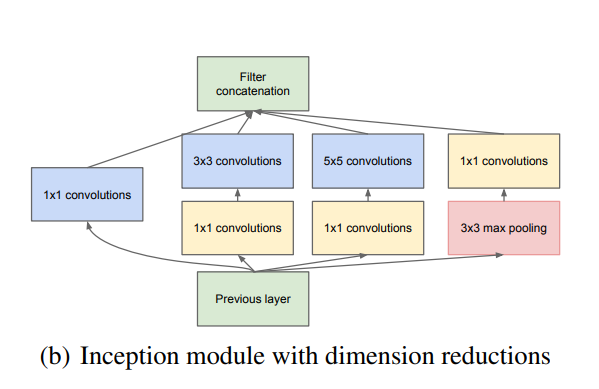 Filter
concatenation
3x3 convolutions
5x5 convolutions
1x1 convolutions
1x1 convolutions
1x1 convolutions
1x1 convolutions
3x3 max pooling
Previous layer
(b) Inception module with dimension reductions